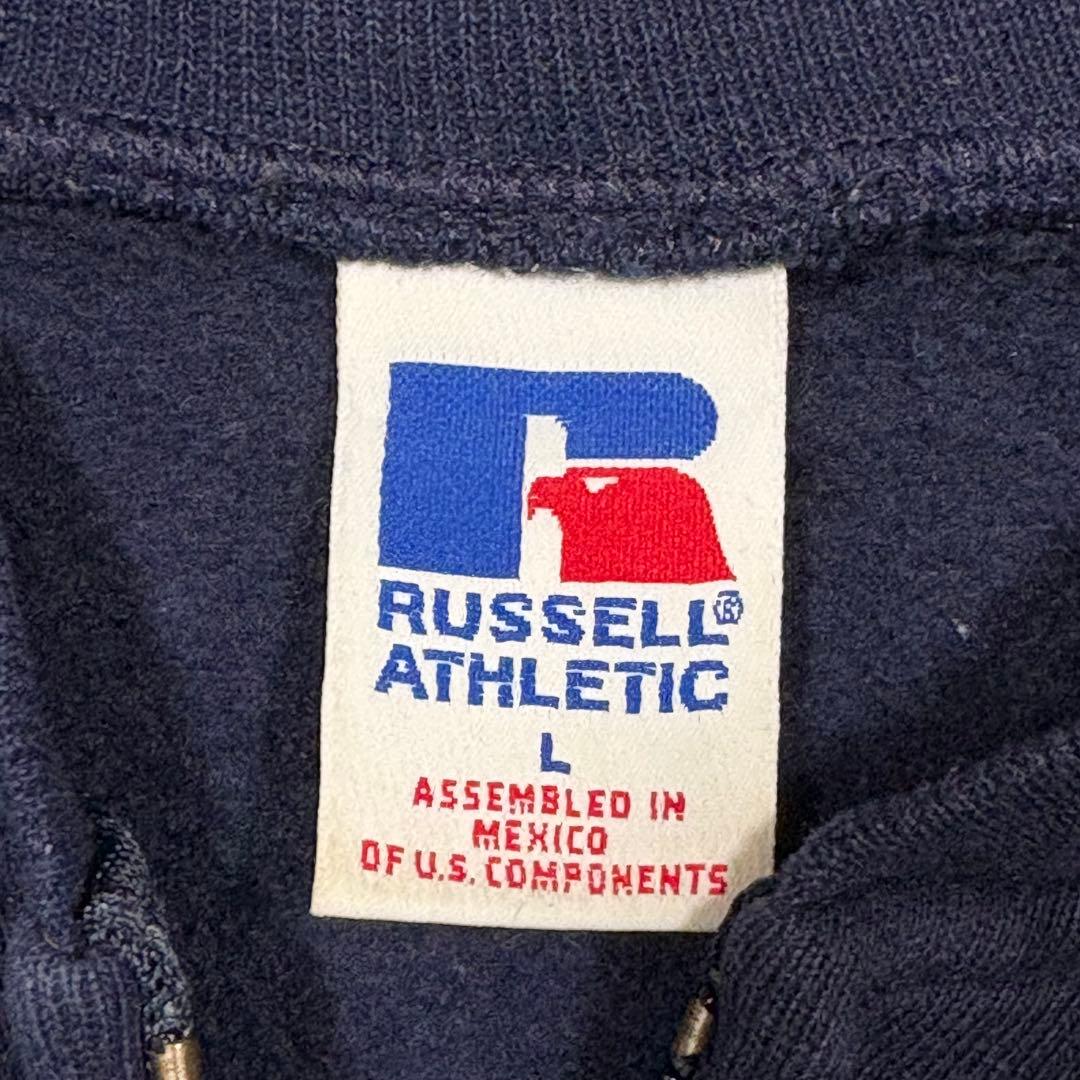 RUSSELL®
ATHLETIC
L
ASSEMBLED IN
MEXICO
OF U.S. COMPONENTS